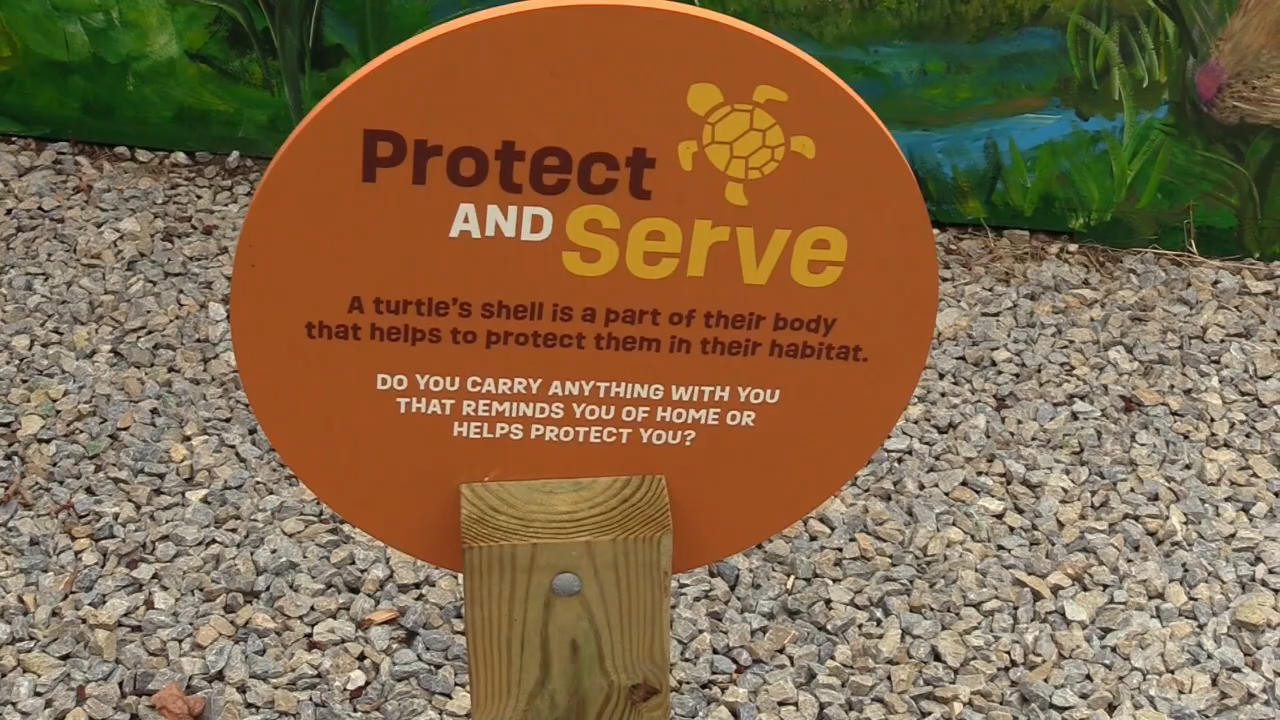 Protect
AND Serve
A turtle's shell is a part of their body
that helps to protect them in their habitat.
DO YOU CARRY ANYTHING WITH YOU
THAT REMINDS YOU OF HOME OR
HELPS PROTECT YOU?